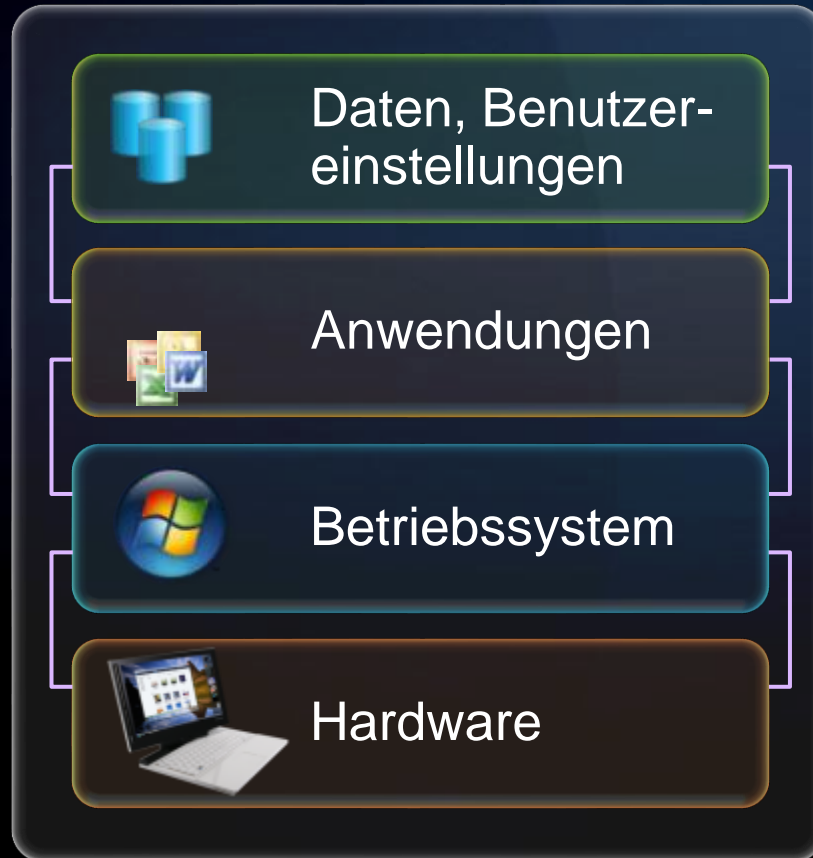 Daten, Benutzer-
einstellungen
Anwendungen
Betriebssystem
Hardware